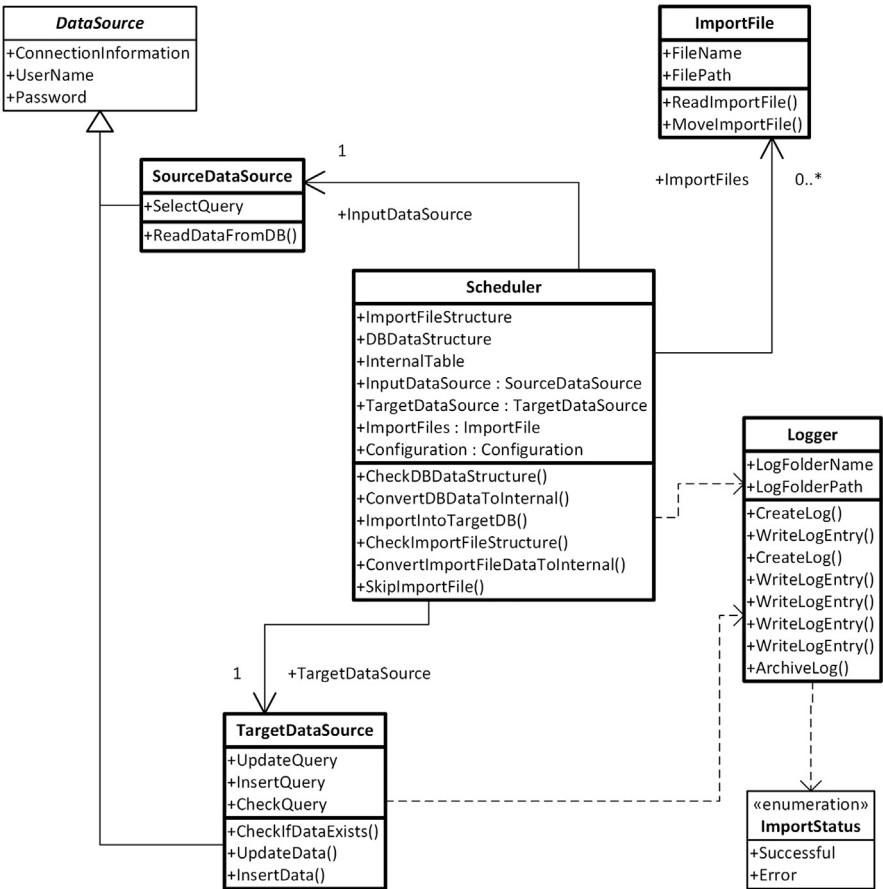 DataSource
+ConnectionInformation
+UserName
+Password
ImportFile
+FileName
+FilePath
+ReadImportFile()
+MoveImportFile()
+ImportFiles
0..*
SourceDataSource
+SelectQuery
+ReadDataFromDB()
1
+InputDataSource
Scheduler
+ImportFileStructure
+DBDataStructure
+InternalTable
+InputDataSource : SourceDataSource
+TargetDataSource : TargetDataSource
+ImportFiles : ImportFile
+Configuration : Configuration
+CheckDBDataStructure()
+ConvertDBDataToInternal()
+ImportIntoTargetDB()
+CheckImportFileStructure()
+ConvertImportFileDataToInternal()
+SkipImportFile()
Logger
+LogFolderName
+LogFolderPath
+CreateLog()
+WriteLogEntry()
+CreateLog()
+WriteLogEntry()
+WriteLogEntry()
+WriteLogEntry()
+WriteLogEntry()
+ArchiveLog()
1
+TargetDataSource
TargetDataSource
+UpdateQuery
+InsertQuery
+CheckQuery
+CheckIfDataExists()
+UpdateData()
+InsertData()
«enumeration»
ImportStatus
+Successful
+Error